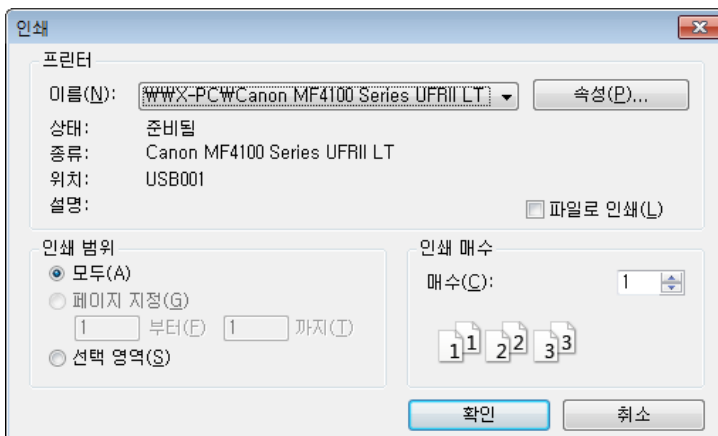 인쇄
프린터
이름(N): ₩₩X-PC₩Canon MF4100 Series UFRII LT 속성(P)...
상태: 준비됨
종류: Canon MF4100 Series UFRII LT
위치: USB001
설명:
파일로 인쇄(L)
인쇄 범위
모두(A)
페이지 지정(G)
1 부터(F) 1 까지(T)
선택 영역(S)
인쇄 매수
매수(C): 1
1 1 2 2 3 3
확인 취소